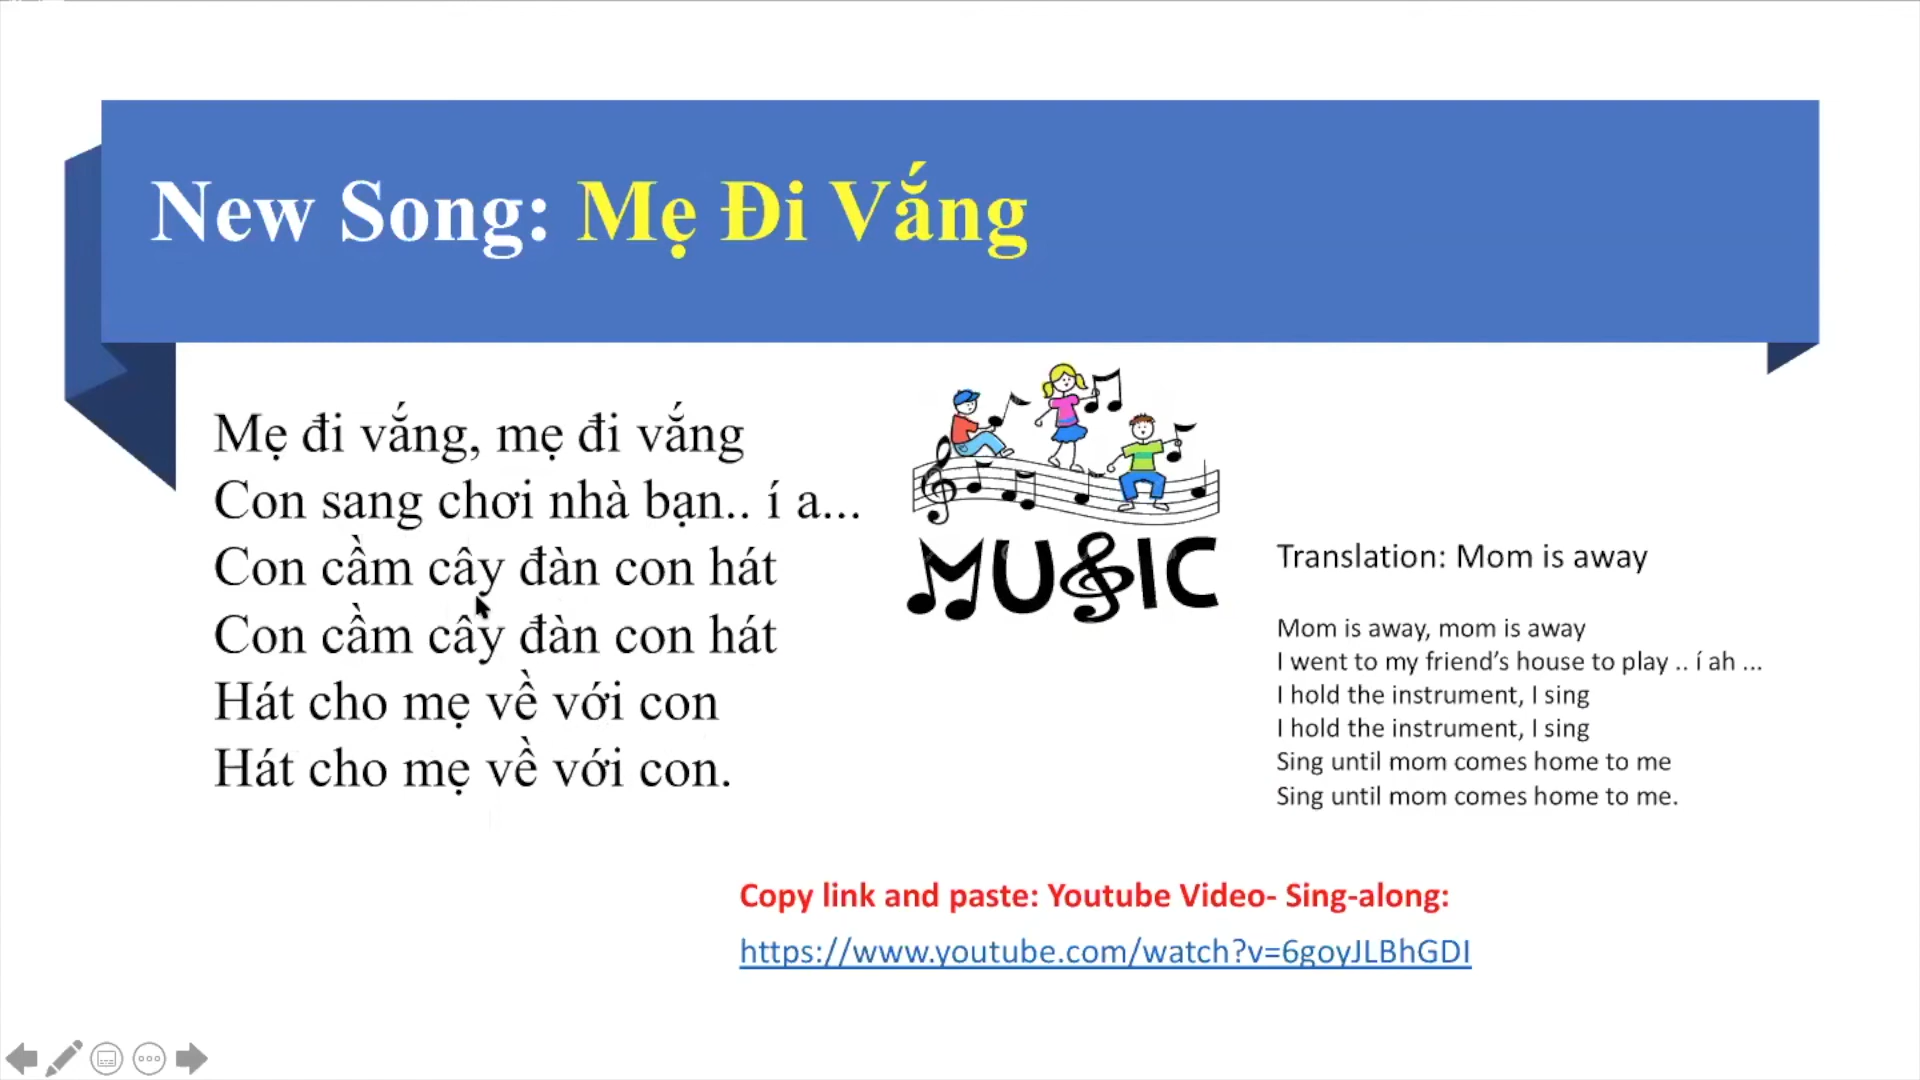 New Song: Mẹ Đi Vắng
Mẹ đi vắng, mẹ đi vắng
Con sang chơi nhà bạn.. í a...
Con cầm cây đàn con hát
Con cầm cây đàn con hát
Hát cho mẹ về với con
Hát cho mẹ về với con.
MUSIC
Translation: Mom is away
Mom is away, mom is away
I went to my friend’s house to play .. í ah ...
I hold the instrument, I sing
I hold the instrument, I sing
Sing until mom comes home to me
Sing until mom comes home to me.
Copy link and paste: Youtube Video- Sing-along:
https://www.youtube.com/watch?v=6goyJLBhGDI